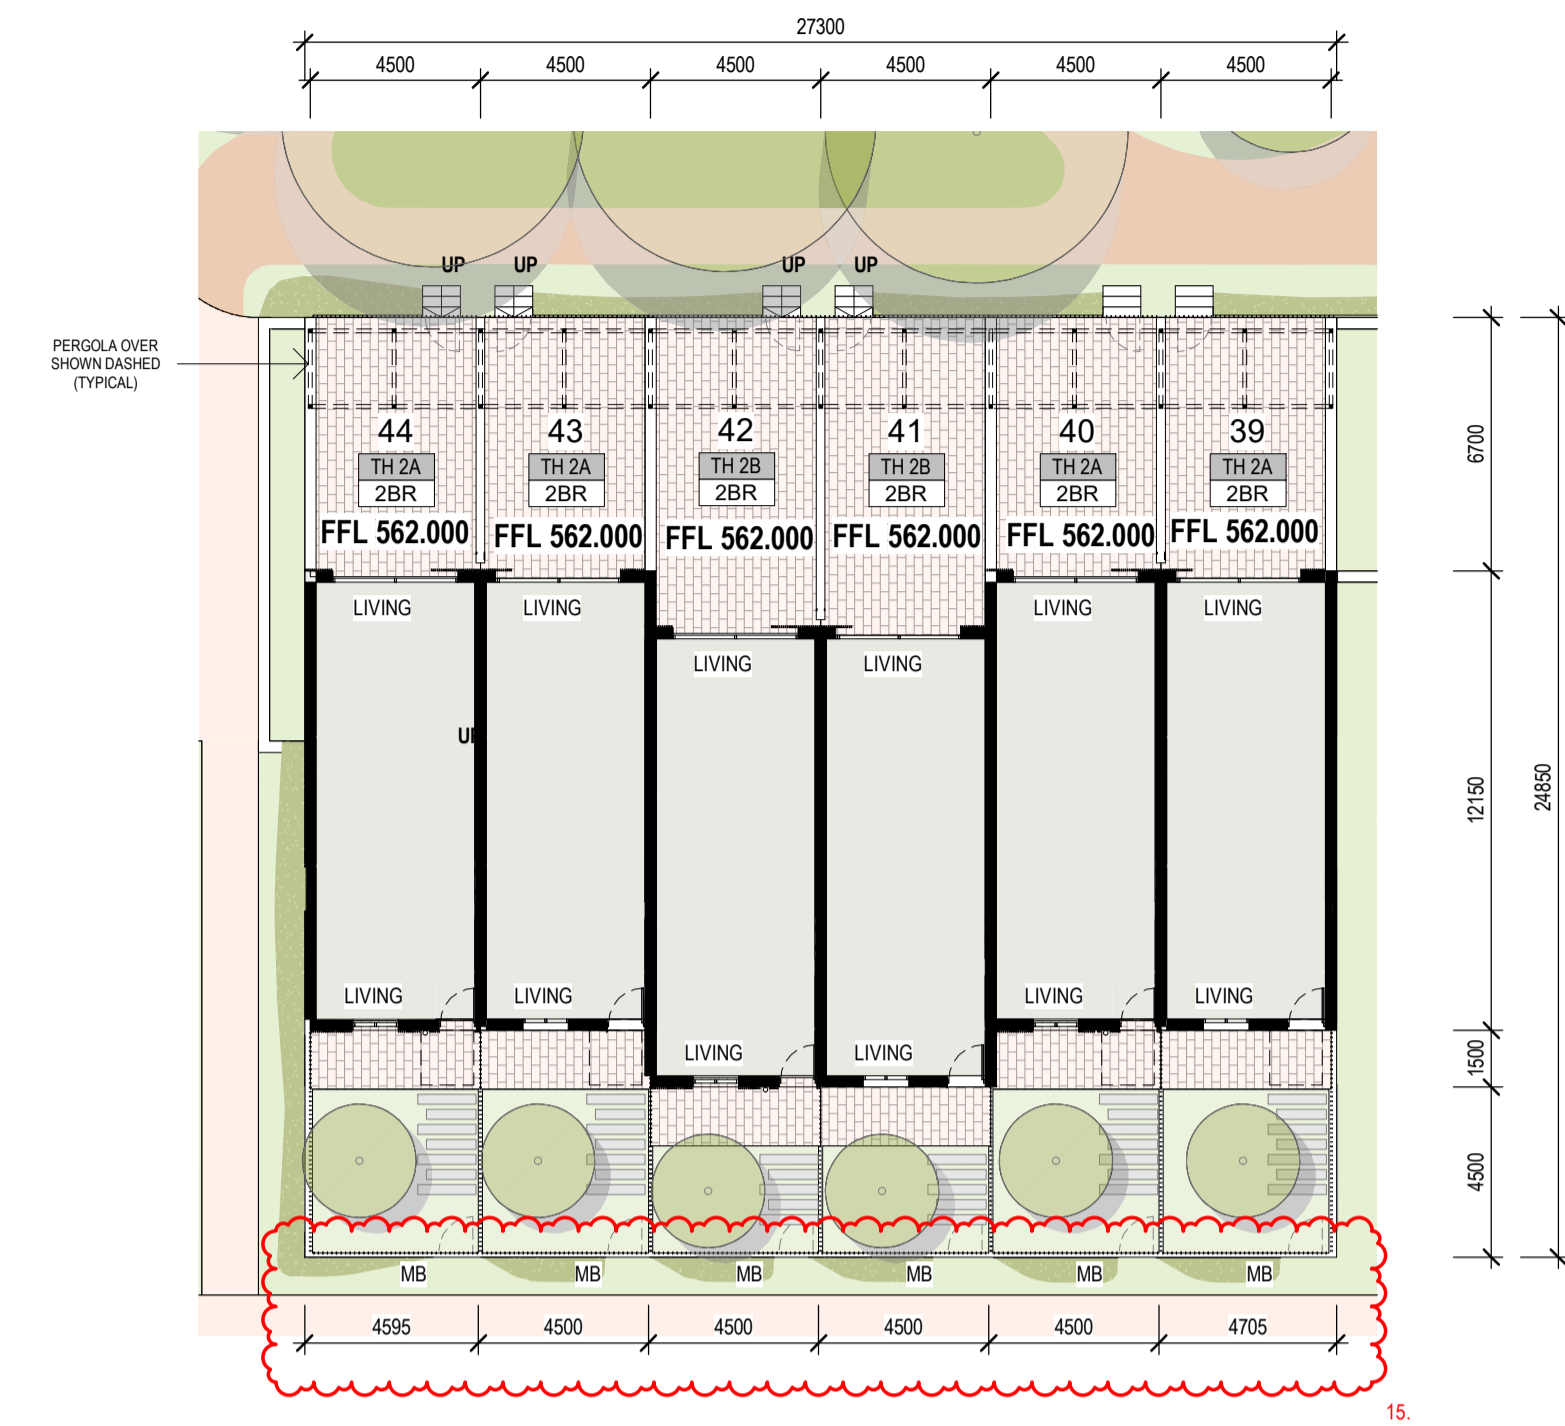 27300
4500 4500 4500 4500 4500 4500
UP UP UP UP
PERGOLA OVER
SHOWN DASHED
(TYPICAL)
44 43 42 41 40 39
TH 2A TH 2A TH 2B TH 2B TH 2A TH 2A
2BR 2BR 2BR 2BR 2BR 2BR
FFL 562.000 FFL 562.000 FFL 562.000 FFL 562.000 FFL 562.000 FFL 562.000
6700
LIVING LIVING LIVING LIVING
LIVING LIVING
UP
12150
24850
LIVING LIVING LIVING LIVING
LIVING LIVING
1500
4500
MB MB MB MB MB MB
4595 4500 4500 4500 4500 4705
15.